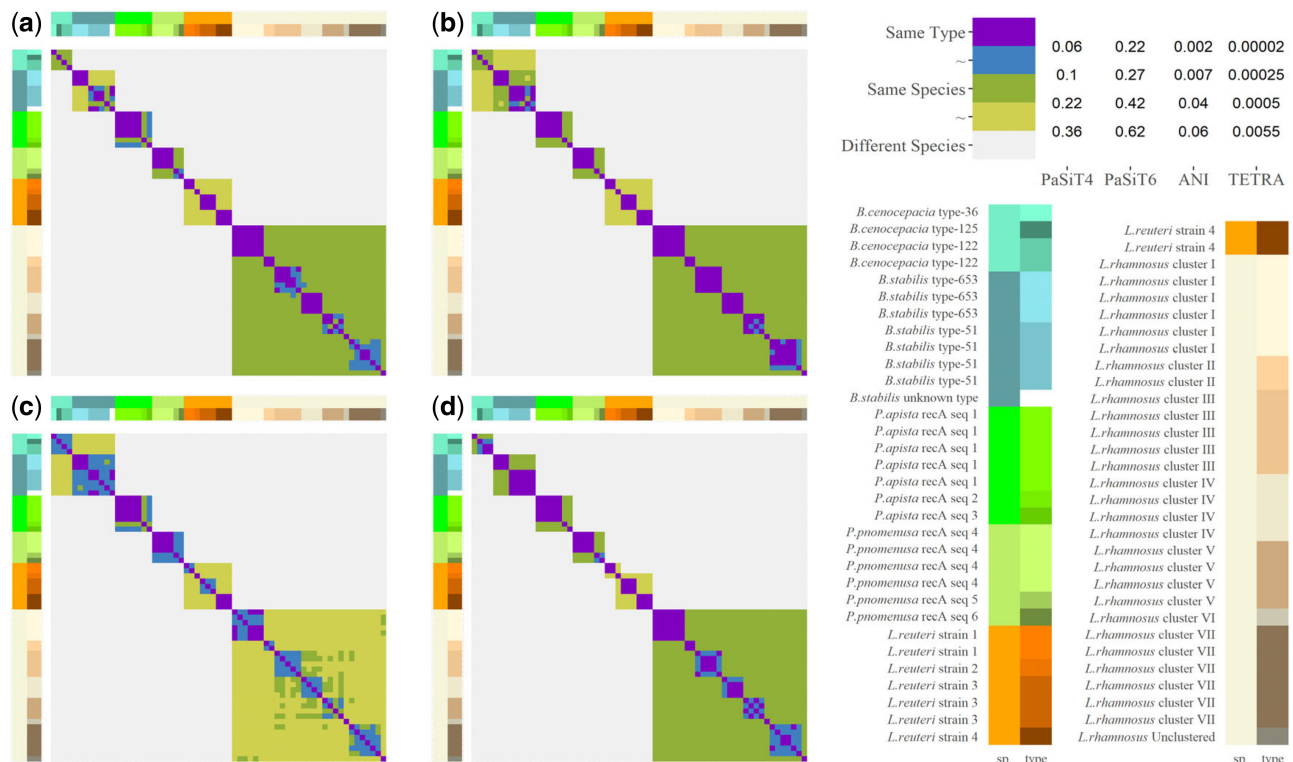 (a)
(b)
(c)
(d)
Same Type
~
Same Species
~
Different Species
0.06 0.22 0.002 0.00002
0.1 0.27 0.007 0.00025
0.22 0.42 0.04 0.0005
0.36 0.62 0.06 0.0055
PaSiT4 PaSiT6 ANI TETRA
B.cenocepacia type-36
B.cenocepacia type-125
B.cenocepacia type-122
B.cenocepacia type-122
B.stabilis type-653
B.stabilis type-653
B.stabilis type-653
B.stabilis type-51
B.stabilis type-51
B.stabilis type-51
B.stabilis type-51
B.stabilis unknown type
P.apista recA seq 1
P.apista recA seq 1
P.apista recA seq 1
P.apista recA seq 1
P.apista recA seq 1
P.apista recA seq 2
P.apista recA seq 3
P.pnomenusa recA seq 4
P.pnomenusa recA seq 4
P.pnomenusa recA seq 4
P.pnomenusa recA seq 4
P.pnomenusa recA seq 5
P.pnomenusa recA seq 6
L.reuteri strain 1
L.reuteri strain 1
L.reuteri strain 2
L.reuteri strain 3
L.reuteri strain 3
L.reuteri strain 3
L.reuteri strain 4
sp type
L.reuteri strain 4
L.reuteri strain 4
L.rhamnosus cluster I
L.rhamnosus cluster I
L.rhamnosus cluster I
L.rhamnosus cluster I
L.rhamnosus cluster I
L.rhamnosus cluster I
L.rhamnosus cluster II
L.rhamnosus cluster II
L.rhamnosus cluster III
L.rhamnosus cluster III
L.rhamnosus cluster III
L.rhamnosus cluster III
L.rhamnosus cluster III
L.rhamnosus cluster IV
L.rhamnosus cluster IV
L.rhamnosus cluster IV
L.rhamnosus cluster IV
L.rhamnosus cluster V
L.rhamnosus cluster V
L.rhamnosus cluster V
L.rhamnosus cluster V
L.rhamnosus cluster VI
L.rhamnosus cluster VII
L.rhamnosus cluster VII
L.rhamnosus cluster VII
L.rhamnosus cluster VII
L.rhamnosus cluster VII
L.rhamnosus cluster VII
L.rhamnosus Unclustered
sp type